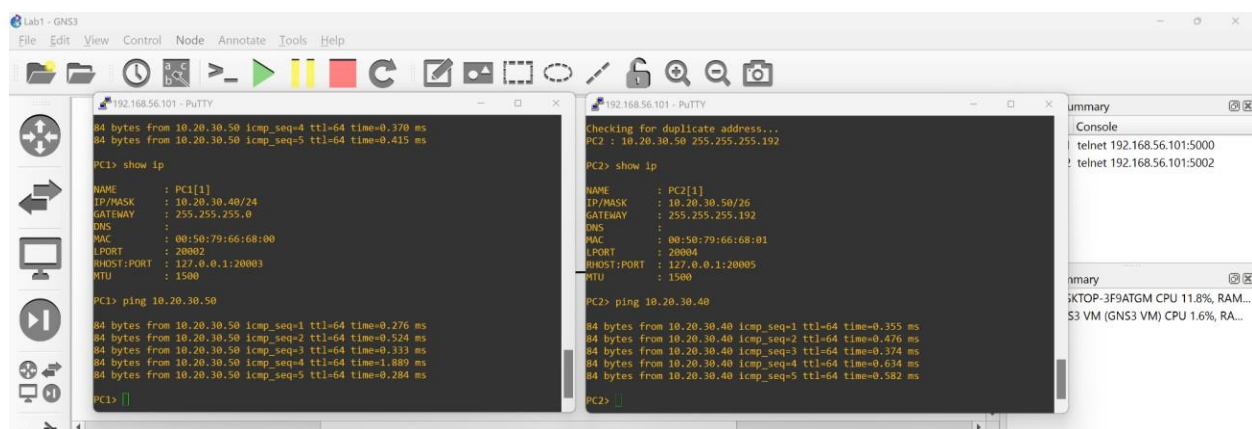 Lab1 - GNS3
File Edit View Control Node Annotate Tools Help
192.168.56.101 - PuTTY
84 bytes from 10.20.30.50 icmp_seq=4 ttl=64 time=0.370 ms
84 bytes from 10.20.30.50 icmp_seq=5 ttl=64 time=0.415 ms
PC1> show ip
NAME : PC1[1]
IP/MASK : 10.20.30.40/24
GATEWAY : 255.255.255.0
DNS :
MAC : 00:50:79:66:68:00
LPORT : 20002
RHOST:PORT : 127.0.0.1:20003
MTU : 1500
PC1> ping 10.20.30.50
84 bytes from 10.20.30.50 icmp_seq=1 ttl=64 time=0.276 ms
84 bytes from 10.20.30.50 icmp_seq=2 ttl=64 time=0.524 ms
84 bytes from 10.20.30.50 icmp_seq=3 ttl=64 time=0.333 ms
84 bytes from 10.20.30.50 icmp_seq=4 ttl=64 time=1.889 ms
84 bytes from 10.20.30.50 icmp_seq=5 ttl=64 time=0.284 ms
PC1>
192.168.56.101 - PuTTY
Checking for duplicate address...
PC2 : 10.20.30.50 255.255.255.192
PC2> show ip
NAME : PC2[1]
IP/MASK : 10.20.30.50/26
GATEWAY : 255.255.255.192
DNS :
MAC : 00:50:79:66:68:01
LPORT : 20004
RHOST:PORT : 127.0.0.1:20005
MTU : 1500
PC2> ping 10.20.30.40
84 bytes from 10.20.30.40 icmp_seq=1 ttl=64 time=0.355 ms
84 bytes from 10.20.30.40 icmp_seq=2 ttl=64 time=0.476 ms
84 bytes from 10.20.30.40 icmp_seq=3 ttl=64 time=0.374 ms
84 bytes from 10.20.30.40 icmp_seq=4 ttl=64 time=0.634 ms
84 bytes from 10.20.30.40 icmp_seq=5 ttl=64 time=0.582 ms
PC2>
ummary
Console
telnet 192.168.56.101:5000
telnet 192.168.56.101:5002
mmary
SKTOP-3F9ATGM CPU 11.8%, RAM...
S3 VM (GNS3 VM) CPU 1.6%, RA...